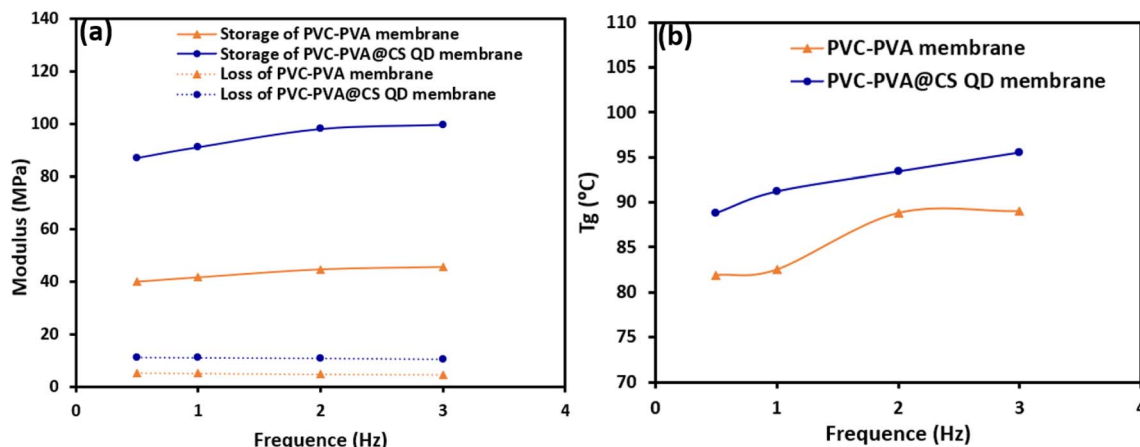 (a)
Storage of PVC-PVA membrane
Storage of PVC-PVA@CS QD membrane
Loss of PVC-PVA membrane
Loss of PVC-PVA@CS QD membrane
Modulus (MPa)
140
120
100
80
60
40
20
0
0 1 2 3 4
Frequence (Hz)
(b)
PVC-PVA membrane
PVC-PVA@CS QD membrane
Tg (°C)
110
105
100
95
90
85
80
75
70
0 1 2 3 4
Frequence (Hz)